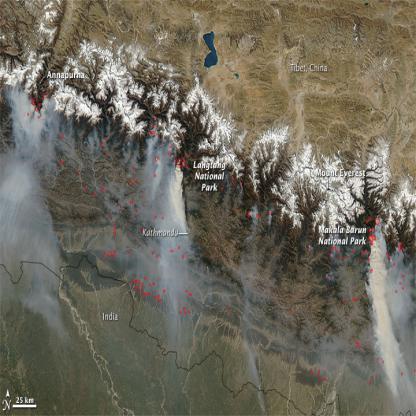 Annapurna
Tibet, China
Langtang
National
Park
Mount Everest
Makalu Barun
National Park
Kathmandu
India
N
25 km